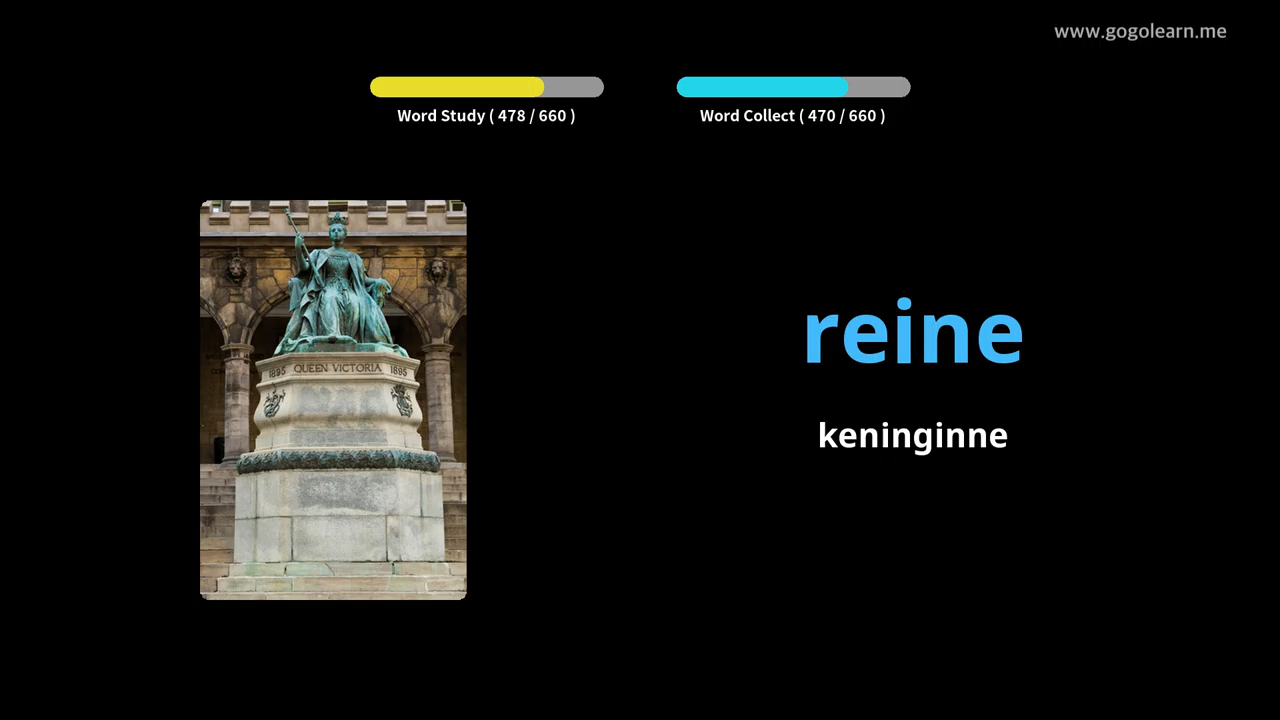 www.gogolearn.me
Word Study ( 478 / 660 )
Word Collect ( 470 / 660 )
1895 QUEEN VICTORIA 1895
reine
keninginne